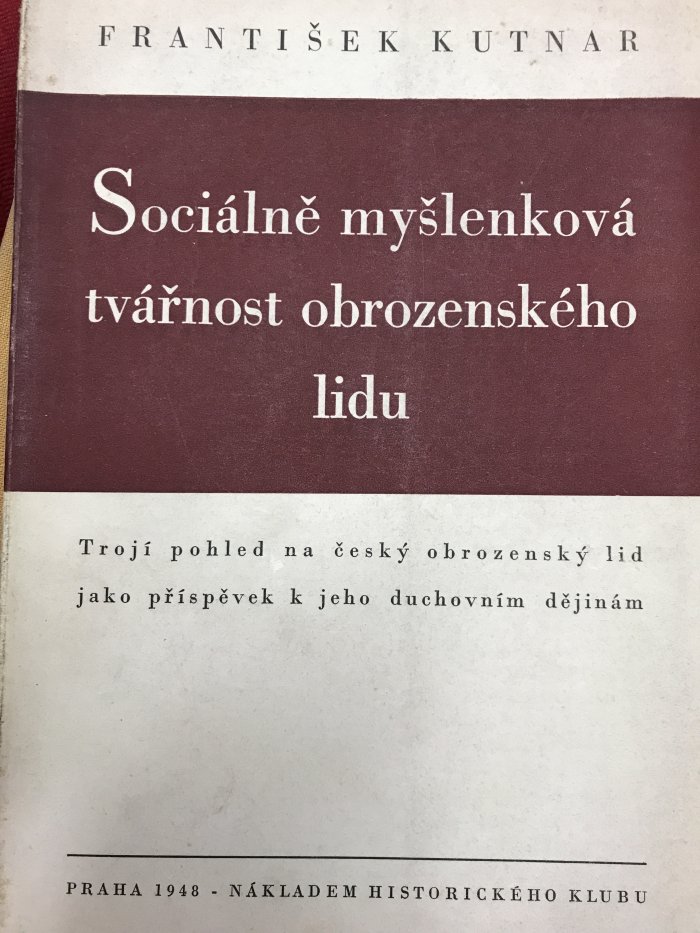 FRANTIŠEK KUTNAR
Sociálně myšlenková
tvářnost obrozenského
lidu
Trojí pohled na český obrozenský lid
jako příspěvek k jeho duchovním dějinám
PRAHA 1948 - NÁKLADEM HISTORICKÉHO KLUBU